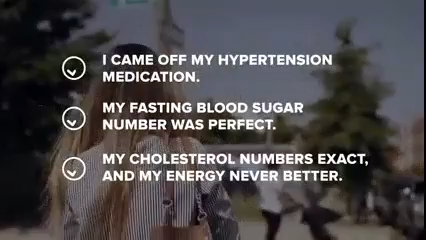 I CAME OFF MY HYPERTENSION
MEDICATION.
MY FASTING BLOOD SUGAR
NUMBER WAS PERFECT.
MY CHOLESTEROL NUMBERS EXACT,
AND MY ENERGY NEVER BETTER.